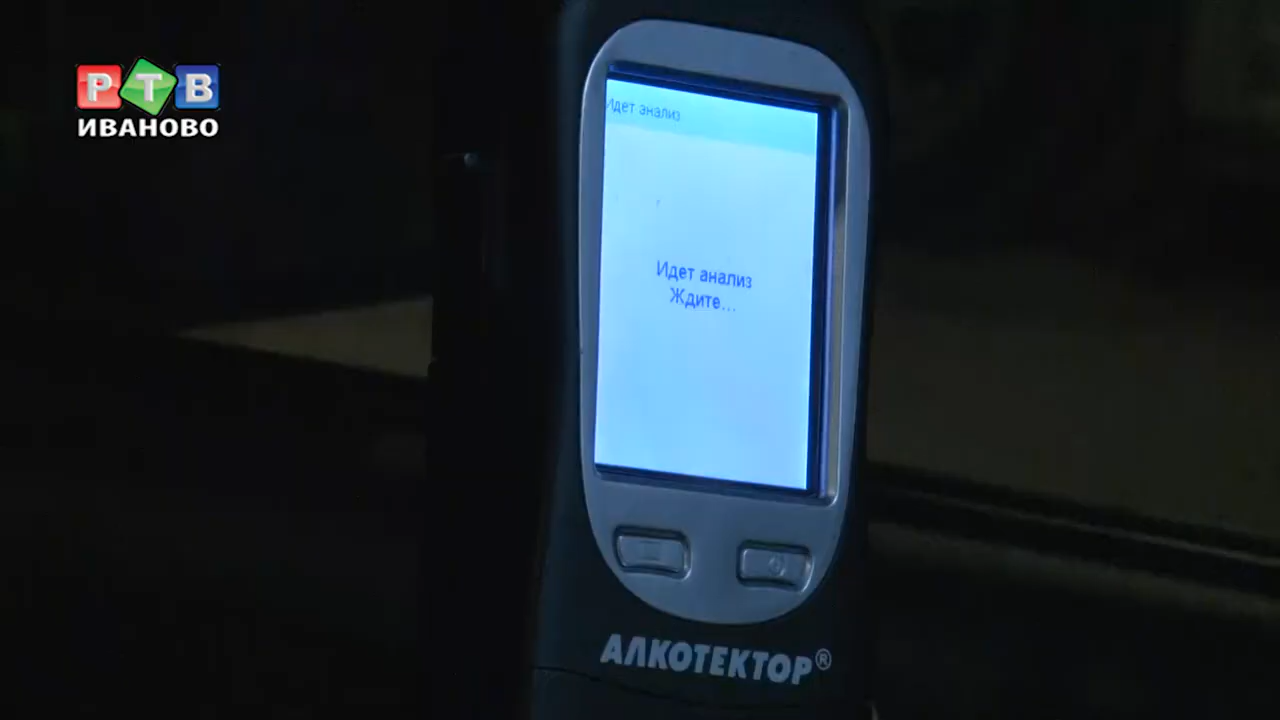 РТВ
ИВАНОВО
Идет анализ
Идет анализ
Ждите...
АЛКОТЕКТОР®